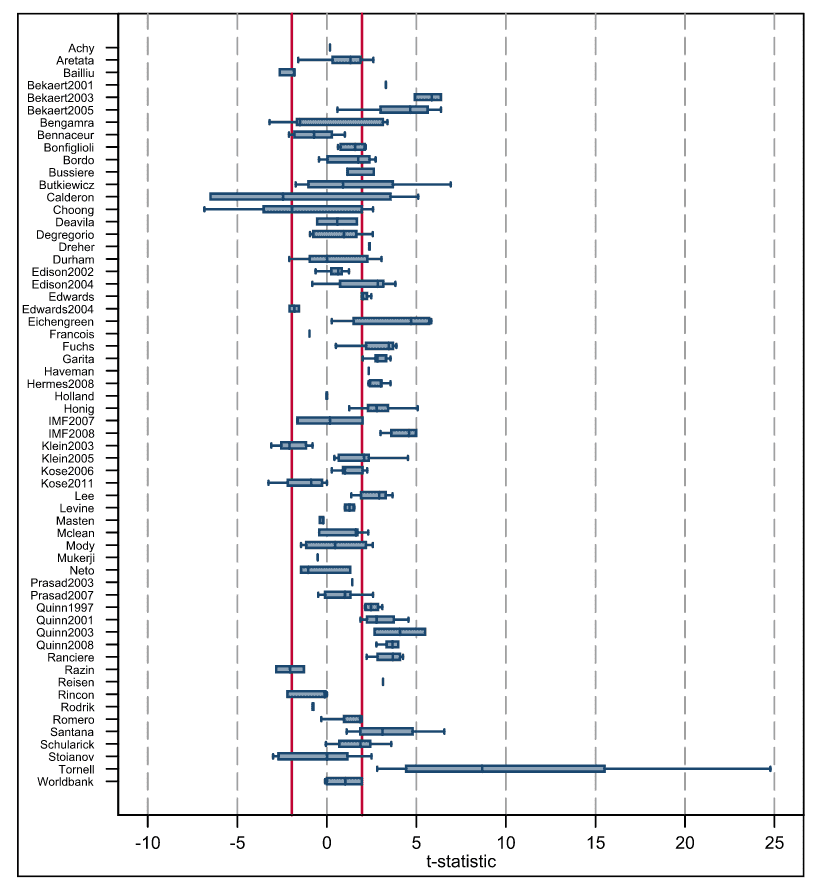 Achy
Aretata
Bailliu
Bekaert2001
Bekaert2003
Bekaert2005
Bengamra
Bennaceur
Bonfiglioli
Bordo
Bussiere
Butkiewicz
Calderon
Choong
Deavila
Degregorio
Dreher
Durham
Edison2002
Edison2004
Edwards
Edwards2004
Eichengreen
Francois
Fuchs
Garita
Haveman
Hermes2008
Holland
Honig
IMF2007
IMF2008
Klein2003
Klein2005
Kose2006
Kose2011
Lee
Levine
Masten
Mclean
Mody
Mukerji
Neto
Prasad2003
Prasad2007
Quinn1997
Quinn2001
Quinn2003
Quinn2008
Ranciere
Razin
Reisen
Rincon
Rodrik
Romero
Santana
Schularick
Stoianov
Tornell
Worldbank
-10 -5 0 5 10 15 20 25
t-statistic